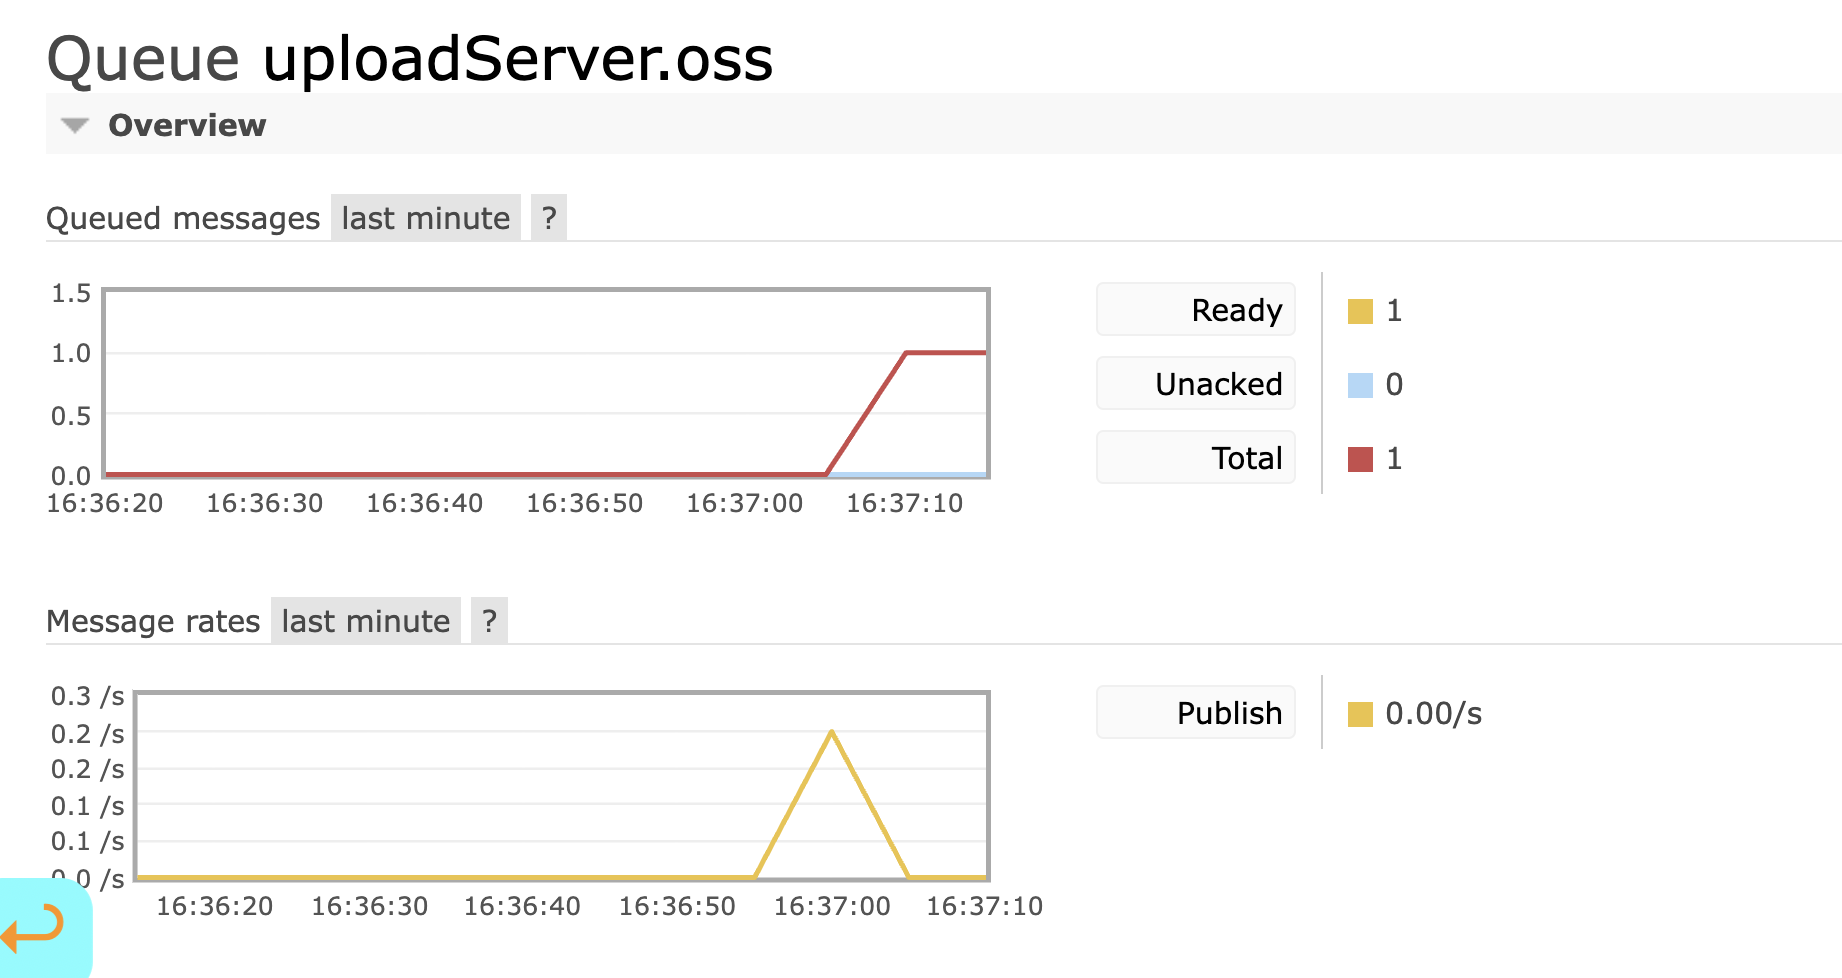 Queue uploadServer.oss
Overview
Queued messages last minute ?
1.5
1.0
0.5
0.0
16:36:20 16:36:30 16:36:40 16:36:50 16:37:00 16:37:10
Ready 1
Unacked 0
Total 1
Message rates last minute ?
0.3 /s
0.2 /s
0.2 /s
0.1 /s
0.1 /s
0.0 /s
16:36:20 16:36:30 16:36:40 16:36:50 16:37:00 16:37:10
Publish 0.00/s